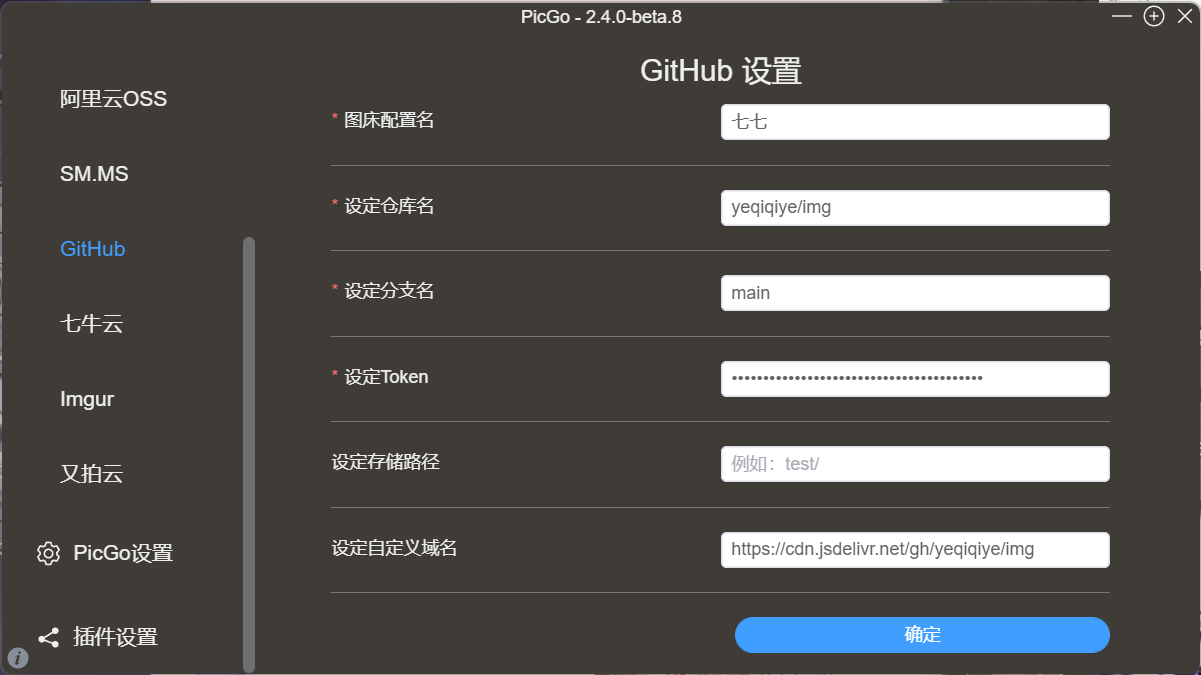 PicGo - 2.4.0-beta.8
阿里云OSS
SM.MS
GitHub
七牛云
Imgur
又拍云
PicGo设置
插件设置
GitHub 设置
* 图床配置名
七七
* 设定仓库名
yeqiqiye/img
* 设定分支名
main
* 设定Token
••••••••••••••••••••••••••••••••••••••••
设定存储路径
例如：test/
设定自定义域名
https://cdn.jsdelivr.net/gh/yeqiqiye/img
确定